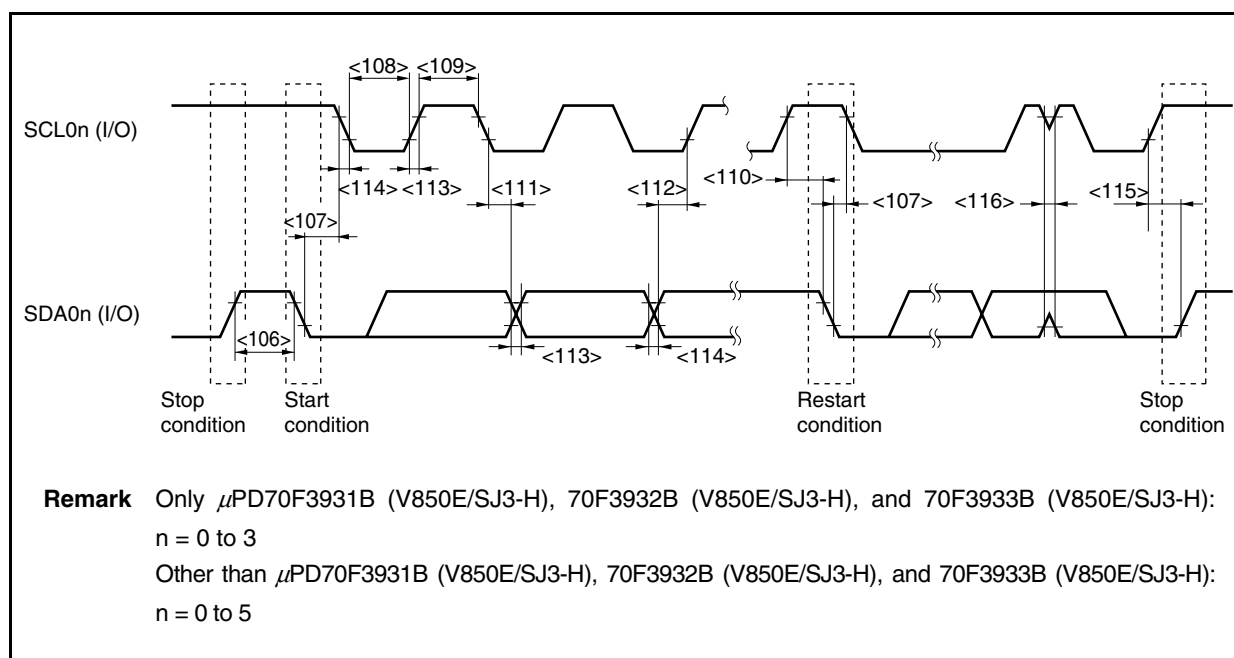 <108> <109>
SCL0n (I/O)
<114> <113> <111> <112> <110> <107> <116> <115>
<107>
SDA0n (I/O)
<106>
<113> <114>
Stop condition
Start condition
Restart condition
Stop condition
Remark Only μPD70F3931B (V850E/SJ3-H), 70F3932B (V850E/SJ3-H), and 70F3933B (V850E/SJ3-H):
n = 0 to 3
Other than μPD70F3931B (V850E/SJ3-H), 70F3932B (V850E/SJ3-H), and 70F3933B (V850E/SJ3-H):
n = 0 to 5